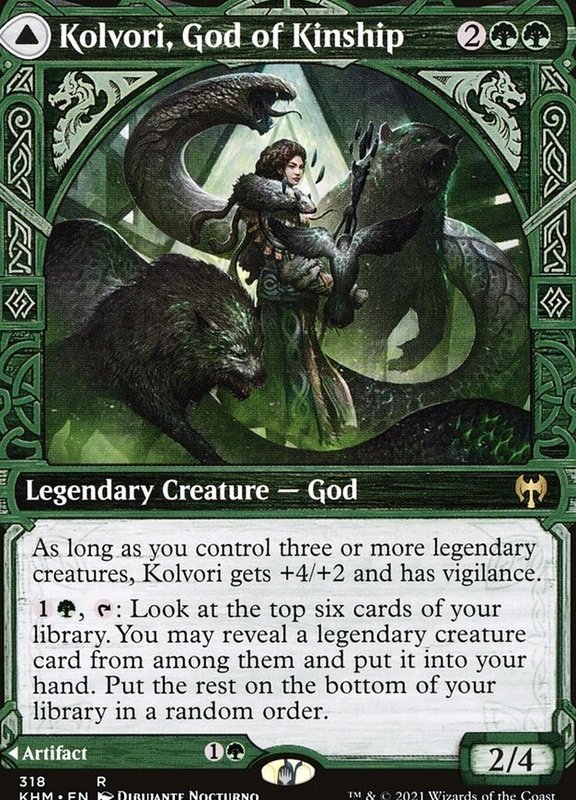 Kolvori, God of Kinship 2
Legendary Creature — God
As long as you control three or more legendary
creatures, Kolvori gets +4/+2 and has vigilance.
1 , : Look at the top six cards of your
library. You may reveal a legendary creature
card from among them and put it into your
hand. Put the rest on the bottom of your
library in a random order.
Artifact 1
2/4
318 R
KHM • EN Dibujante Nocturno
™ & © 2021 Wizards of the Coast